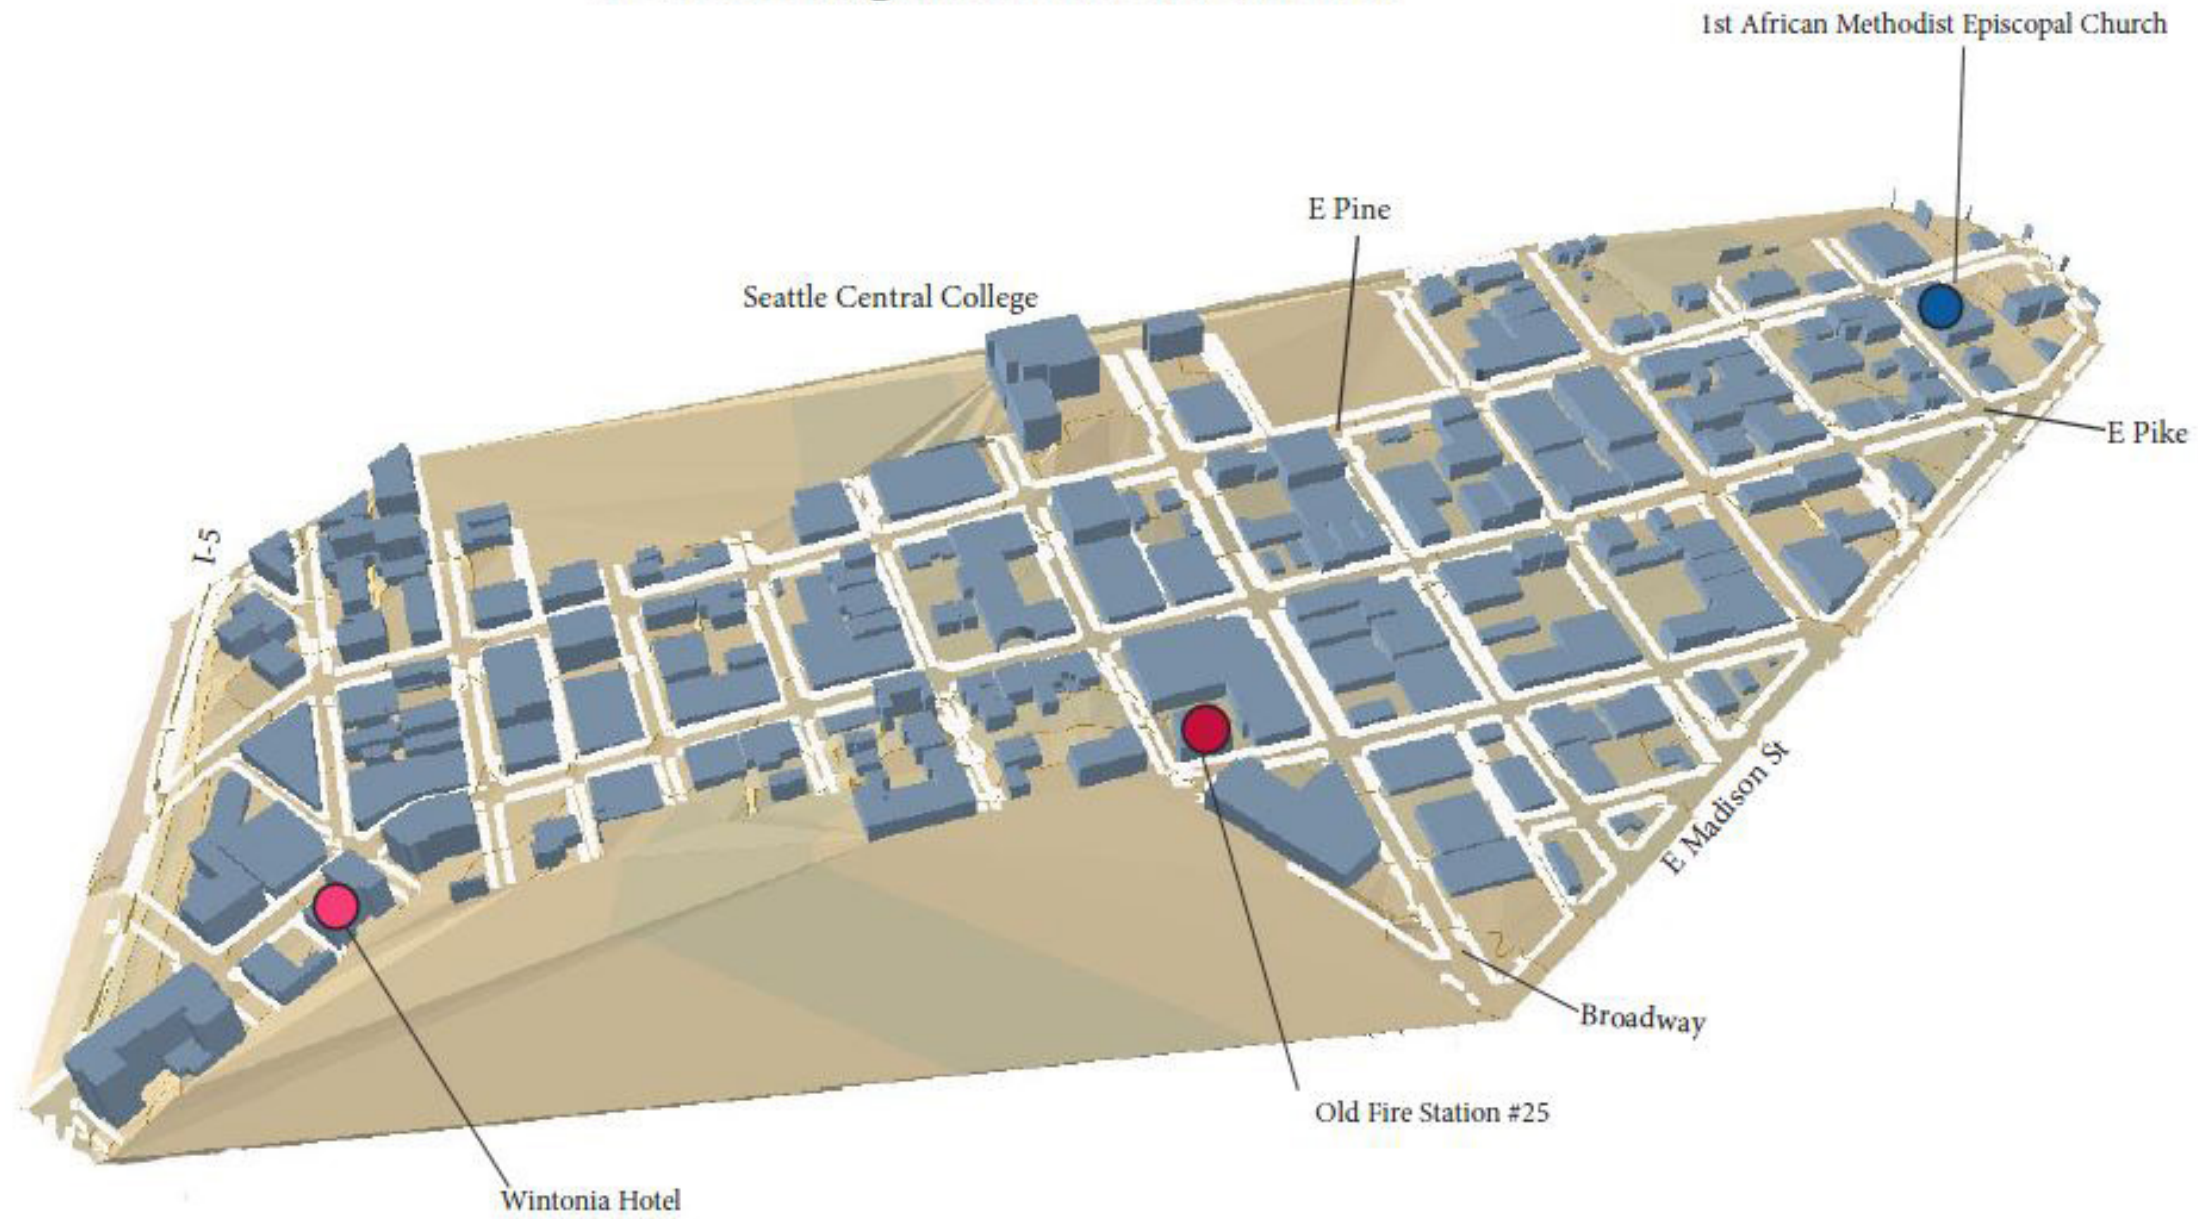 1st African Methodist Episcopal Church
E Pine
Seattle Central College
E Pike
I-5
E Madison St
Broadway
Old Fire Station #25
Wintonia Hotel